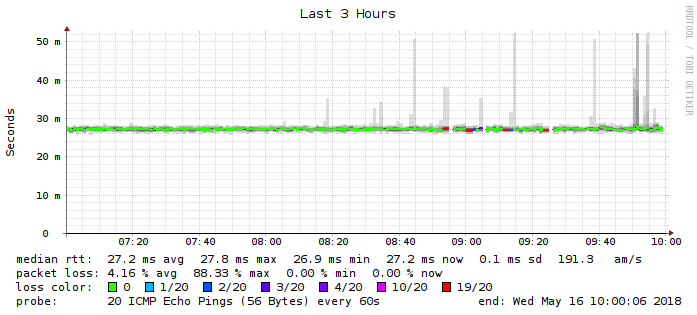 Last 3 Hours
RRDTOOL / TOBI OETIKER
Seconds
50 m
40 m
30 m
20 m
10 m
0
07:20 07:40 08:00 08:20 08:40 09:00 09:20 09:40 10:00
median rtt: 27.2 ms avg 27.8 ms max 26.9 ms min 27.2 ms now 0.1 ms sd 191.3 am/s
packet loss: 4.16 % avg 88.33 % max 0.00 % min 0.00 % now
loss color: 0 1/20 2/20 3/20 4/20 10/20 19/20
probe: 20 ICMP Echo Pings (56 Bytes) every 60s end: Wed May 16 10:00:06 2018